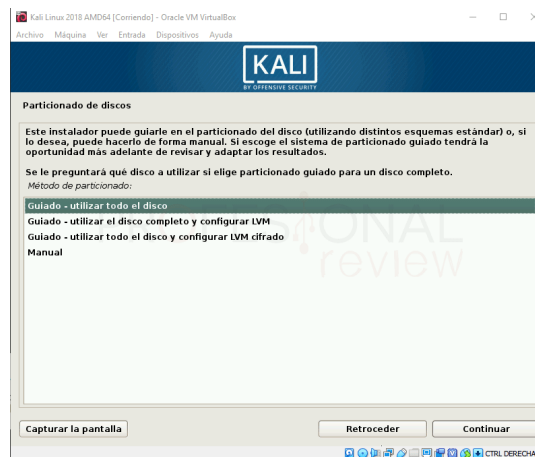 Kali Linux 2018 AMD64 [Corriendo] - Oracle VM VirtualBox
Archivo Máquina Ver Entrada Dispositivos Ayuda
KALI
BY OFFENSIVE SECURITY
Particionado de discos
Este instalador puede guiarle en el particionado del disco (utilizando distintos esquemas estándar) o, si
lo desea, puede hacerlo de forma manual. Si escoge el sistema de particionado guiado tendrá la
oportunidad más adelante de revisar y adaptar los resultados.
Se le preguntará qué disco a utilizar si elige particionado guiado para un disco completo.
Método de particionado:
Guiado - utilizar todo el disco
Guiado - utilizar el disco completo y configurar LVM
Guiado - utilizar todo el disco y configurar LVM cifrado
Manual
PROFESIONAL
review
Capturar la pantalla
Retroceder
Continuar
CTRL DERECHA